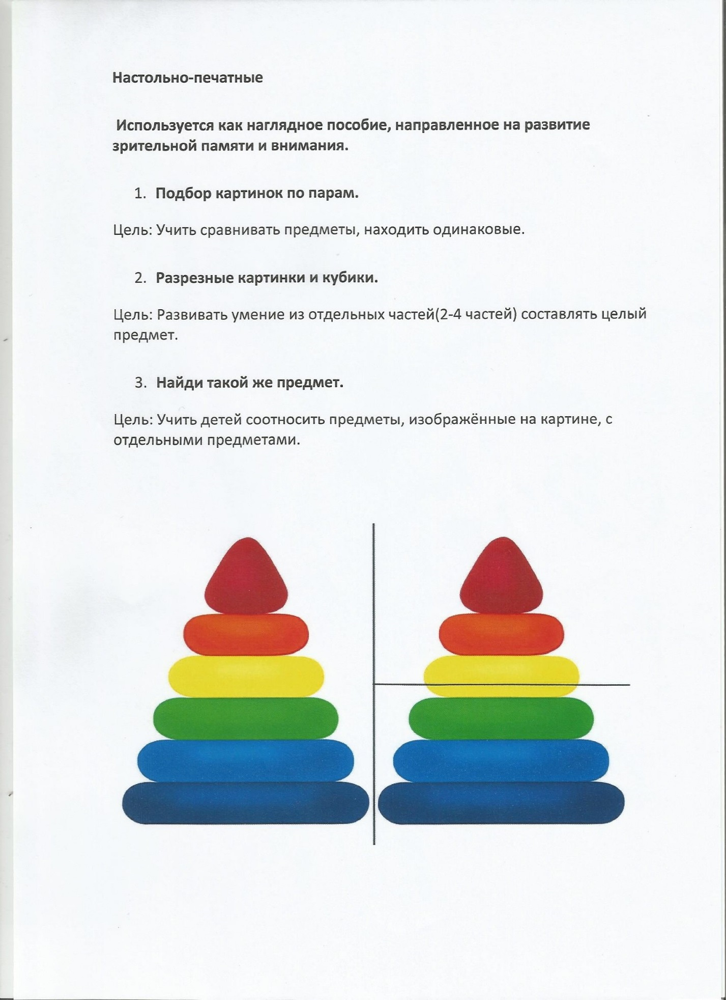 Настольно-печатные
Используется как наглядное пособие, направленное на развитие
зрительной памяти и внимания.
1. Подбор картинок по парам.
Цель: Учить сравнивать предметы, находить одинаковые.
2. Разрезные картинки и кубики.
Цель: Развивать умение из отдельных частей(2-4 частей) составлять целый
предмет.
3. Найди такой же предмет.
Цель: Учить детей соотносить предметы, изображённые на картине, с
отдельными предметами.